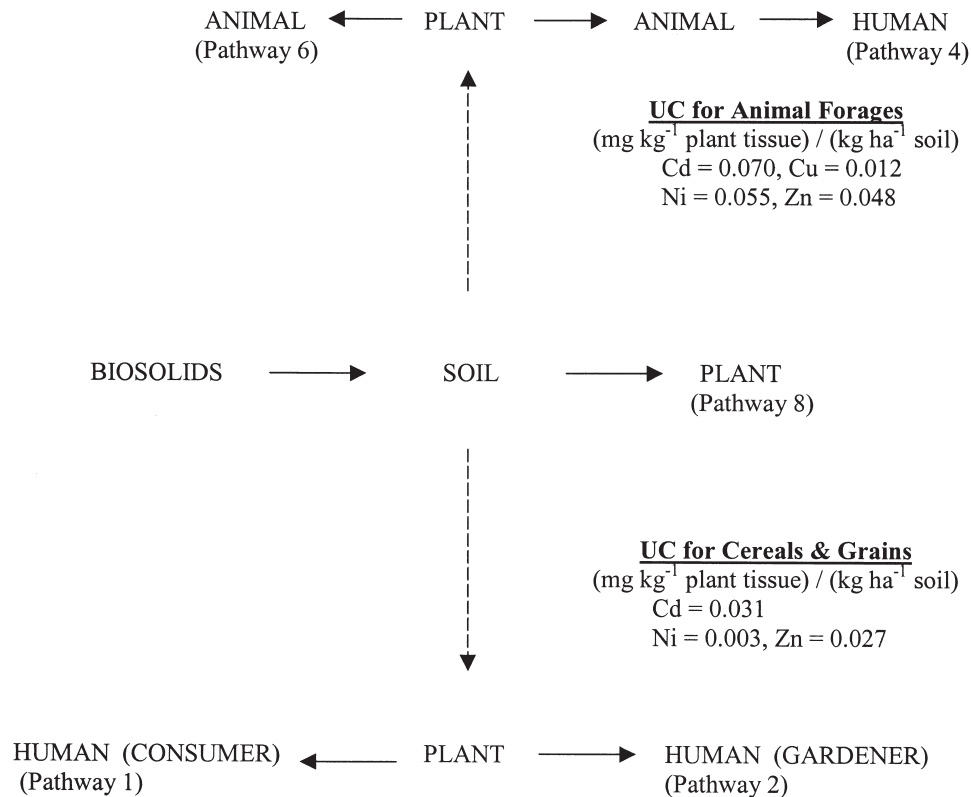 ANIMAL PLANT ANIMAL HUMAN
(Pathway 6) (Pathway 4)
UC for Animal Forages
(mg kg⁻¹ plant tissue) / (kg ha⁻¹ soil)
Cd = 0.070, Cu = 0.012
Ni = 0.055, Zn = 0.048
BIOSOLIDS SOIL PLANT
(Pathway 8)
UC for Cereals & Grains
(mg kg⁻¹ plant tissue) / (kg ha⁻¹ soil)
Cd = 0.031
Ni = 0.003, Zn = 0.027
HUMAN (CONSUMER) PLANT HUMAN (GARDENER)
(Pathway 1) (Pathway 2)